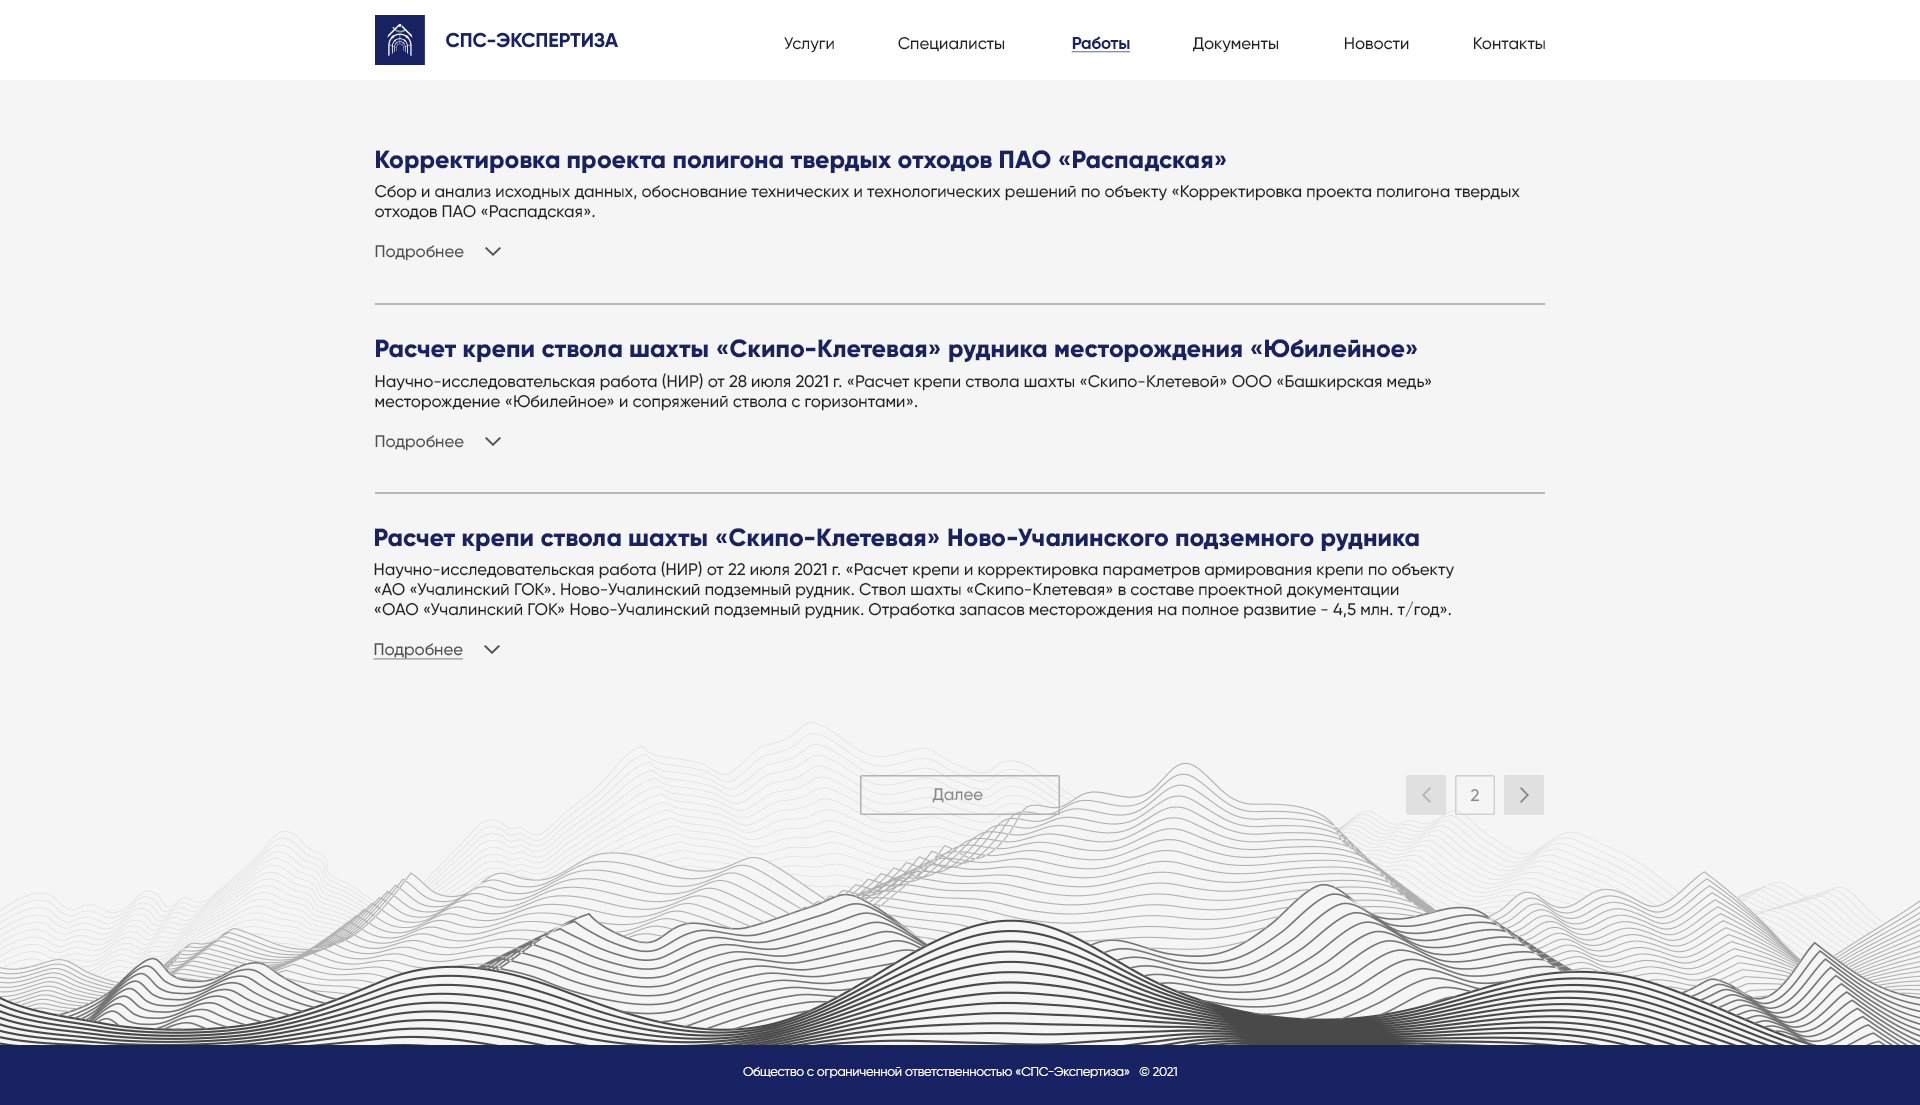 СПС-ЭКСПЕРТИЗА
Услуги
Специалисты
Работы
Документы
Новости
Контакты
Корректировка проекта полигона твердых отходов ПАО «Распадская»
Сбор и анализ исходных данных, обоснование технических и технологических решений по объекту «Корректировка проекта полигона твердых
отходов ПАО «Распадская».
Подробнее
Расчет крепи ствола шахты «Скипо-Клетевая» рудника месторождения «Юбилейное»
Научно-исследовательская работа (НИР) от 28 июля 2021 г. «Расчет крепи ствола шахты «Скипо-Клетевой» ООО «Башкирская медь»
месторождение «Юбилейное» и сопряжений ствола с горизонтами».
Подробнее
Расчет крепи ствола шахты «Скипо-Клетевая» Ново-Учалинского подземного рудника
Научно-исследовательская работа (НИР) от 22 июля 2021 г. «Расчет крепи и корректировка параметров армирования крепи по объекту
«АО «Учалинский ГОК». Ново-Учалинский подземный рудник. Ствол шахты «Скипо-Клетевая» в составе проектной документации
«ОАО «Учалинский ГОК» Ново-Учалинский подземный рудник. Отработка запасов месторождения на полное развитие - 4,5 млн. т/год».
Подробнее
Далее
2
Общество с ограниченной ответственностью «СПС-Экспертиза» © 2021